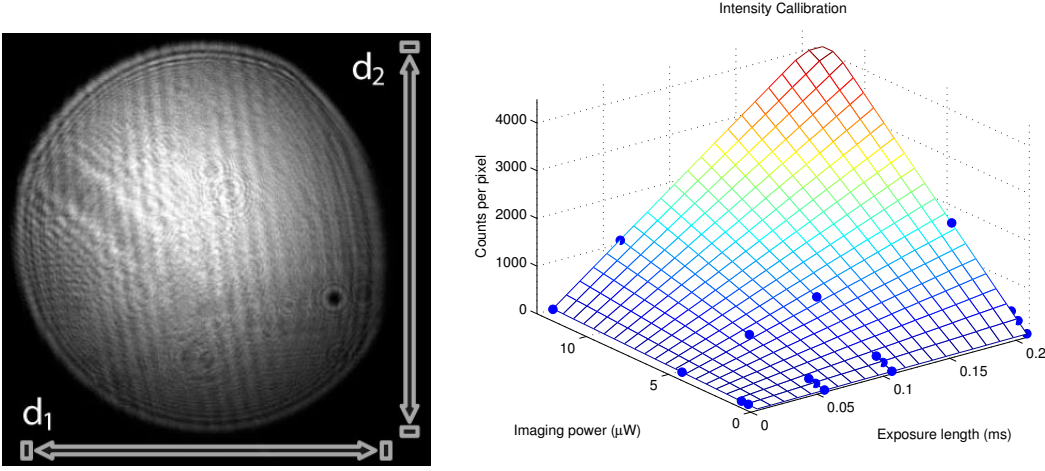 d2
d1
Intensity Callibration
Counts per pixel
4000
3000
2000
1000
0
10
5
0
0
0.05
0.1
0.15
0.2
Imaging power (μW)
Exposure length (ms)